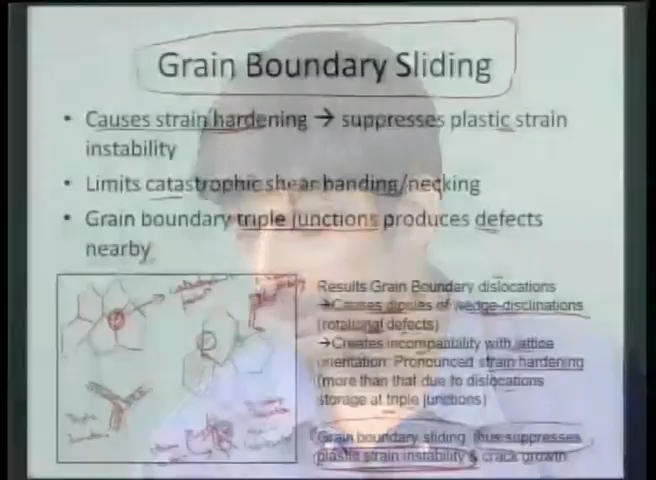 Grain Boundary Sliding
• Causes strain hardening → suppresses plastic strain
instability
• Limits catastrophic shear banding/necking
• Grain boundary triple junctions produces defects
nearby
Results Grain Boundary dislocations
→Causes dipoles of wedge-disclinations
(rotational defects)
→Creates incompatibility with lattice
orientation: Pronounced strain hardening
(more than that due to dislocations
storage at triple junctions)
Triple
Grain boundary sliding thus suppresses
plastic strain instability & crack growth